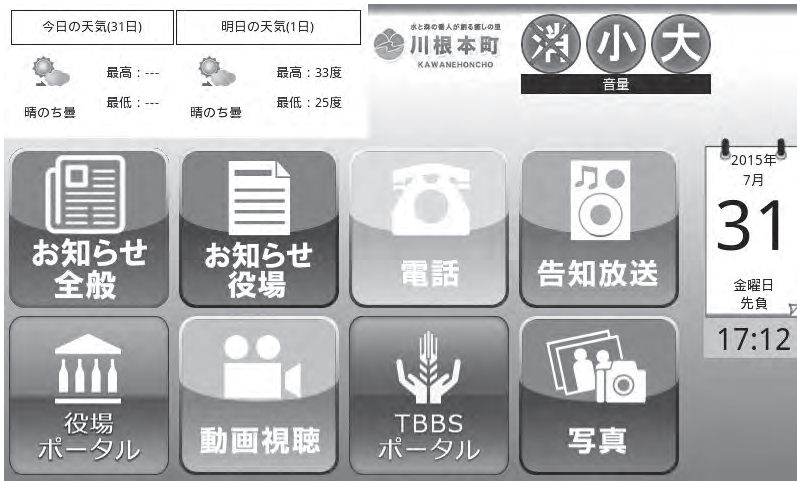 今日の天気(31日)
明日の天気(1日)
晴のち曇
最高：---
最低：---
晴のち曇
最高：33度
最低：25度
水と森の番人が創る癒しの里
川根本町
KAWANEHONCHO
消 小 大
音量
お知らせ
全般
お知らせ
役場
電話
告知放送
2015年
7月
31
金曜日
先負
17:12
役場
ポータル
動画視聴
TBBS
ポータル
写真